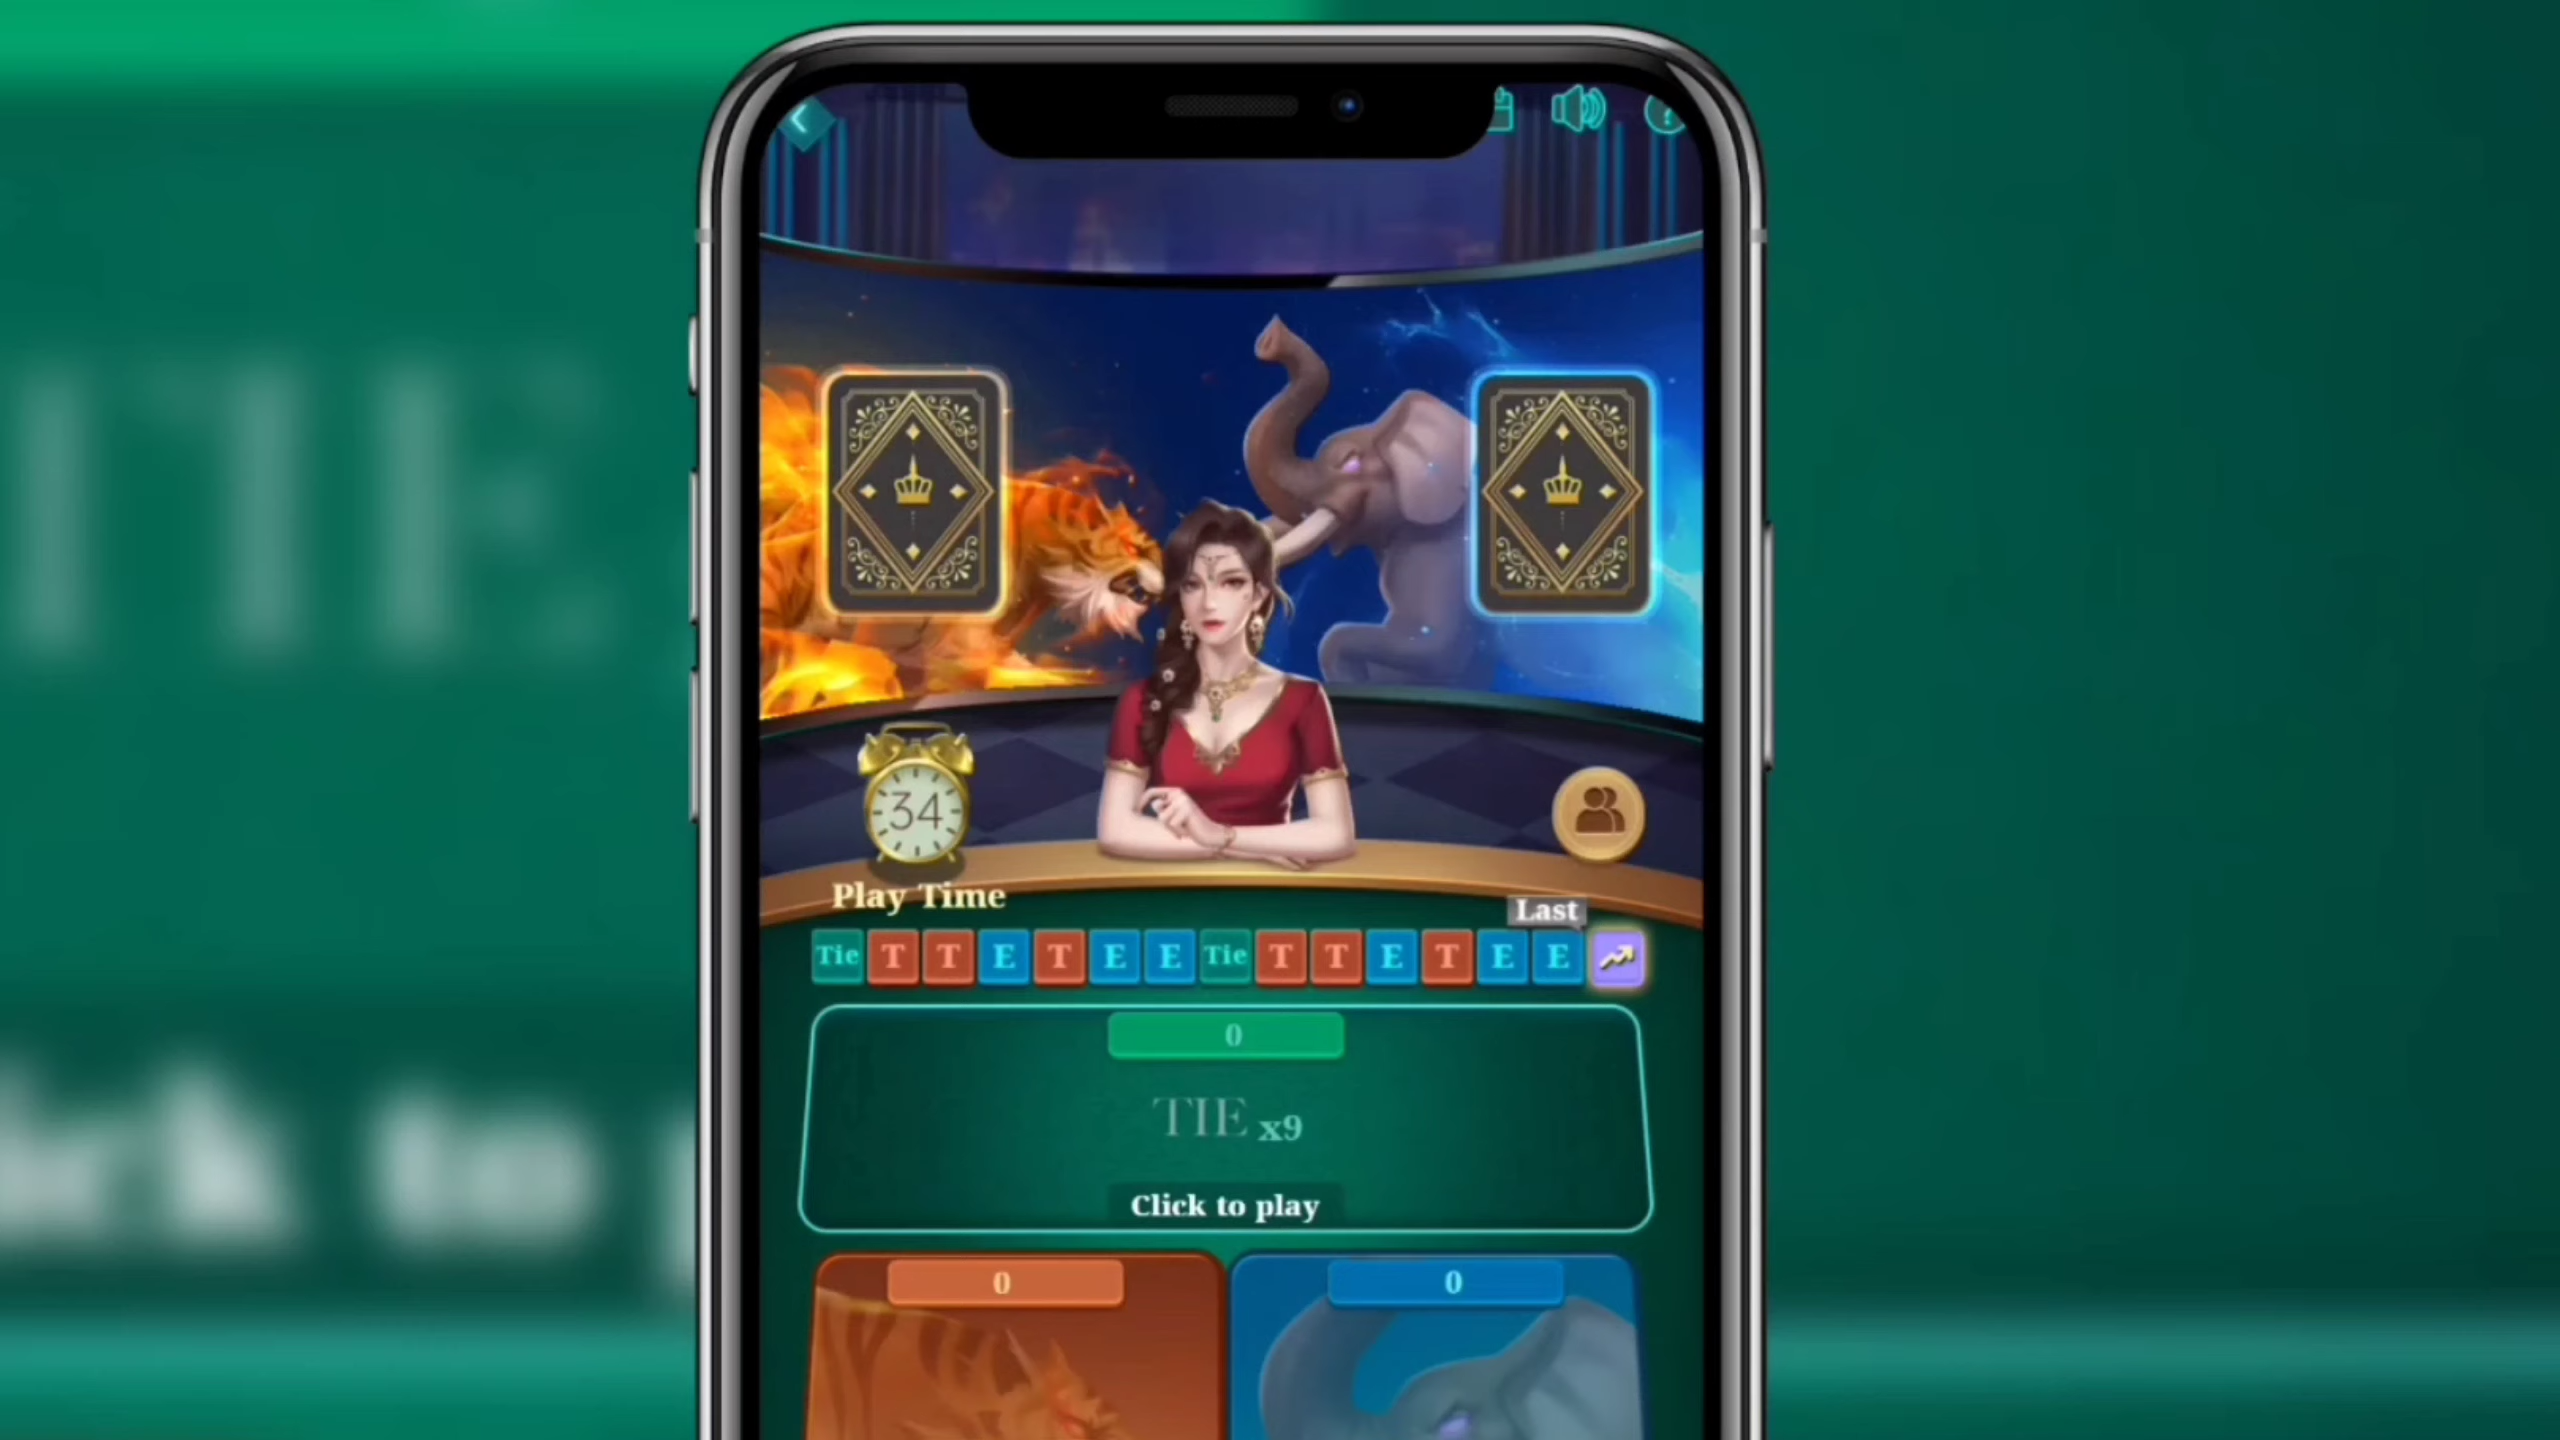 ?
34
Play Time
Last
Tie T T E T E E Tie T T E T E E
0
TIE x9
Click to play
0 0